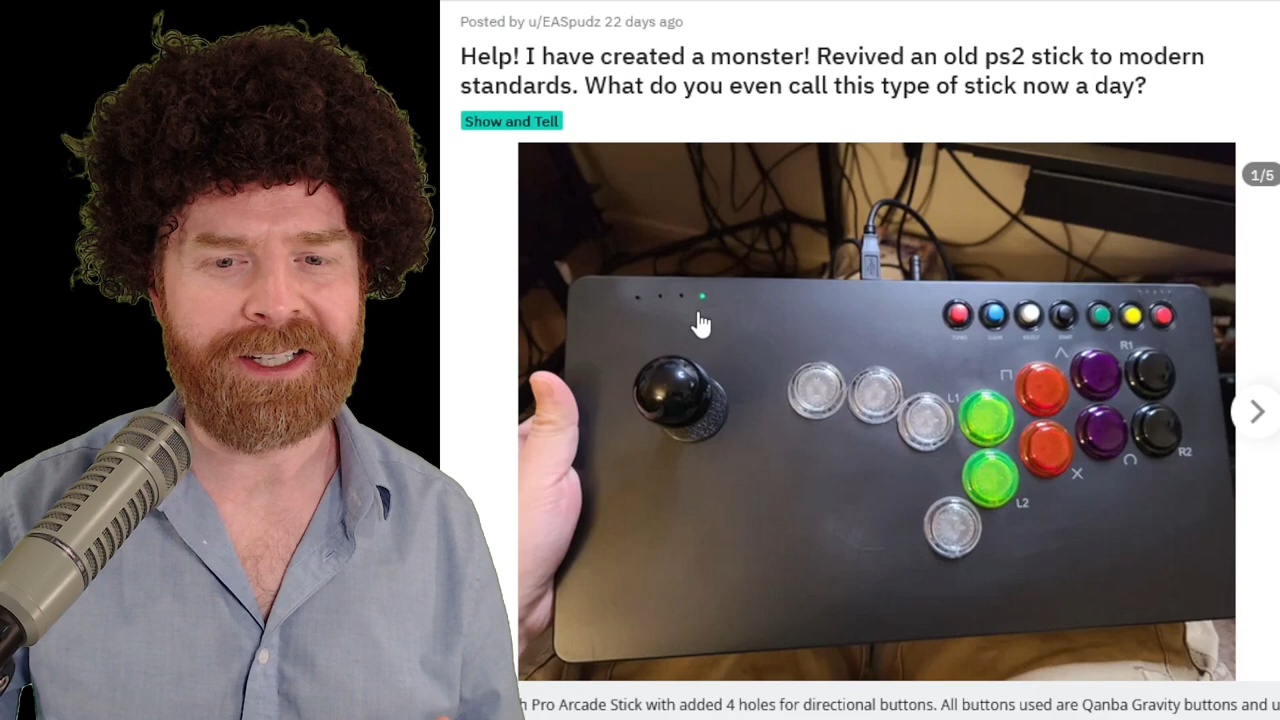 Posted by u/EASpudz 22 days ago
Help! I have created a monster! Revived an old ps2 stick to modern
standards. What do you even call this type of stick now a day?
Show and Tell
1/5
R1
L1
R2
L2
h Pro Arcade Stick with added 4 holes for directional buttons. All buttons used are Qanba Gravity buttons and u